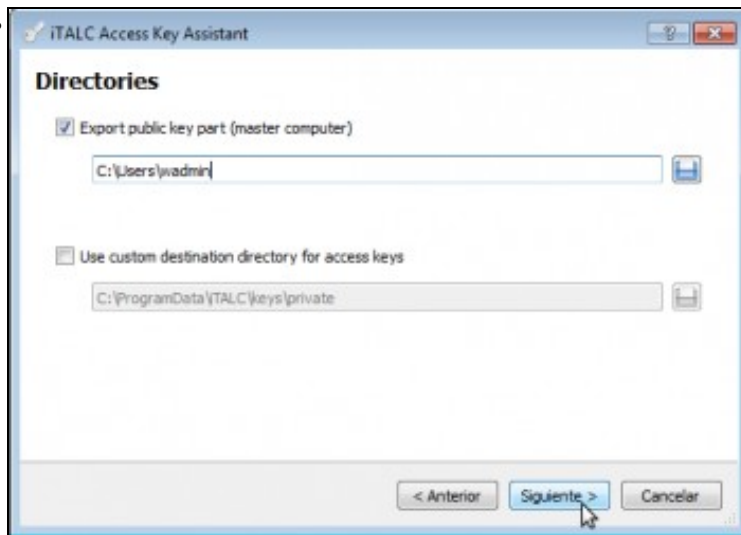 iTALC Access Key Assistant
Directories
Export public key part (master computer)
C:\Users\wadmin
Use custom destination directory for access keys
C:\ProgramData\iTALC\keys\private
< Anterior Siguiente > Cancelar